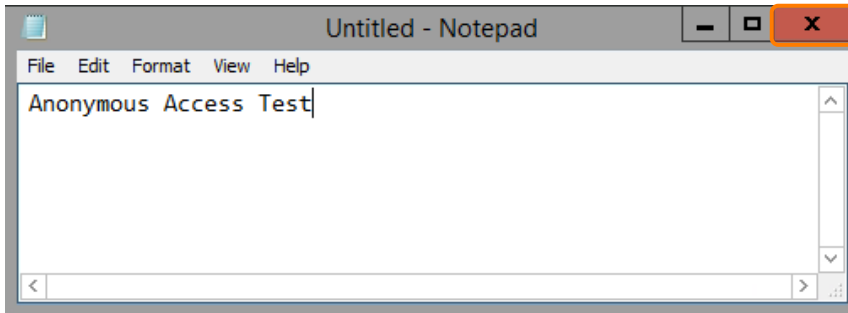 Untitled - Notepad
File Edit Format View Help
Anonymous Access Test